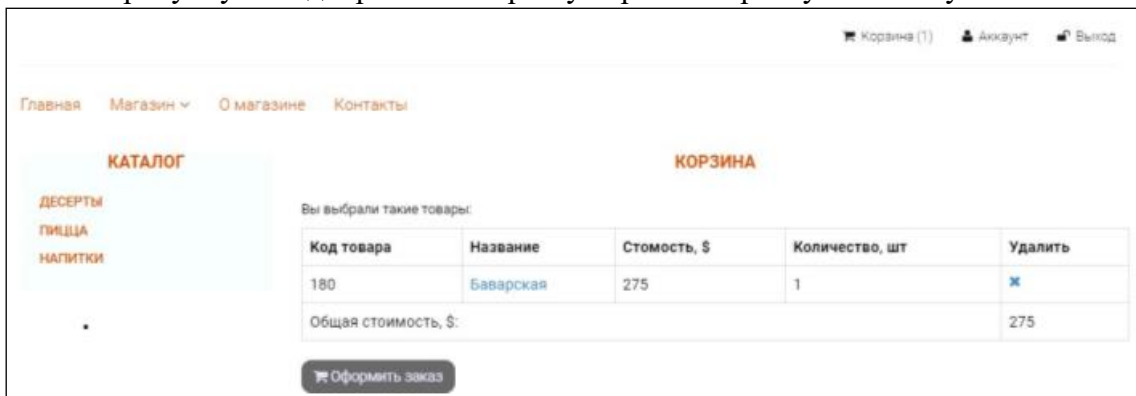 Корзина (1) Аккаунт Выход
Главная Магазин О магазине Контакты
КАТАЛОГ
ДЕСЕРТЫ
ПИЦЦА
НАПИТКИ
КОРЗИНА
Вы выбрали такие товары:
Код товара Название Стомость, $ Количество, шт Удалить
180 Баварская 275 1
Общая стоимость, $: 275
Оформить заказ